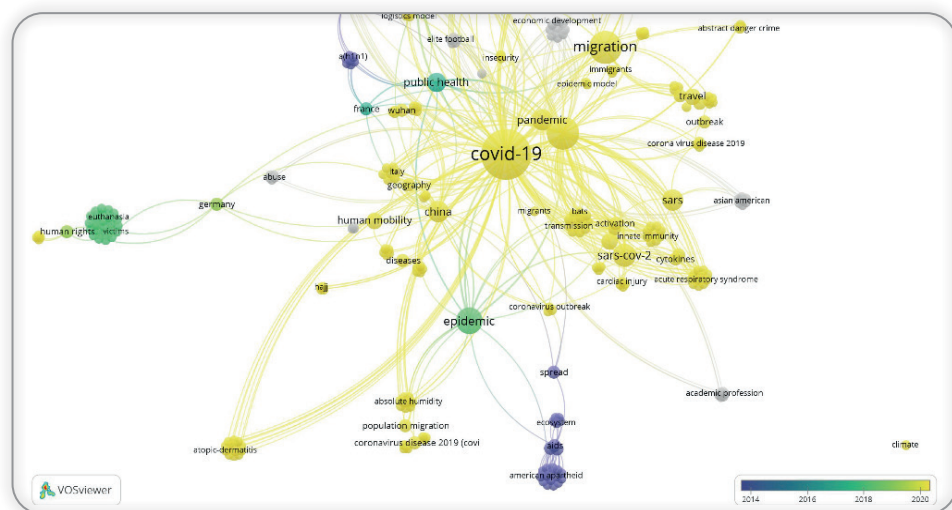 logistics model
economic development
elite football
migration
abstract danger crime
a(h1n1)
insecurity
immigrants
public health
epidemic model
travel
france
wuhan
pandemic
outbreak
covid-19
corona virus disease 2019
italy
abuse
geography
sars
asian american
euthanasia
germany
human mobility
china
migrants
bats
transmission
activation
human rights
victims
innate immunity
diseases
sars-cov-2
cytokines
hajj
cardiac injury
acute respiratory syndrome
coronavirus outbreak
epidemic
spread
absolute humidity
academic profession
population migration
ecosystem
coronavirus disease 2019 (covi
aids
climate
atopic-dermatitis
american apartheid
VOSviewer
2014
2016
2018
2020